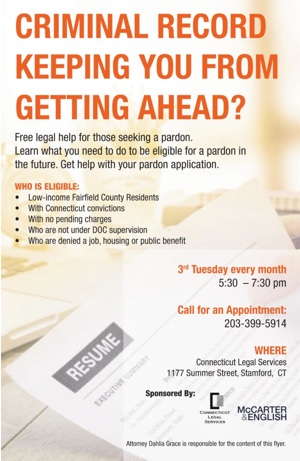 CRIMINAL RECORD
KEEPING YOU FROM
GETTING AHEAD?
Free legal help for those seeking a pardon.
Learn what you need to do to be eligible for a pardon in
the future. Get help with your pardon application.
WHO IS ELIGIBLE:
• Low-income Fairfield County Residents
• With Connecticut convictions
• With no pending charges
• Who are not under DOC supervision
• Who are denied a job, housing or public benefit
3rd Tuesday every month
5:30 – 7:30 pm
Call for an Appointment:
203-399-5914
WHERE
Connecticut Legal Services
1177 Summer Street, Stamford, CT
RESUME
EXECUTIVE SUMMARY
Sponsored By:
CONNECTICUT
LEGAL
SERVICES
McCARTER
&ENGLISH
Attorney Dahlia Grace is responsible for the content of this flyer.